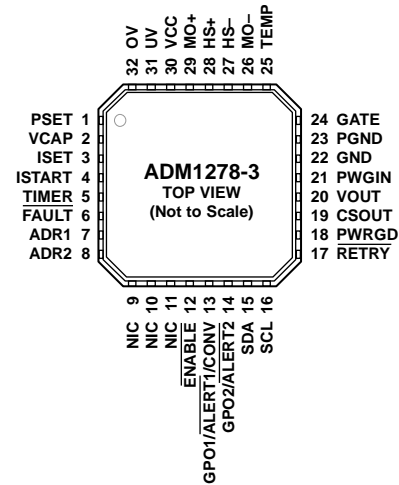 32 OV
31 UV
30 VCC
29 MO+
28 HS+
27 HS–
26 MO–
25 TEMP
PSET 1
VCAP 2
ISET 3
ISTART 4
TIMER 5
FAULT 6
ADR1 7
ADR2 8
ADM1278-3
TOP VIEW
(Not to Scale)
24 GATE
23 PGND
22 GND
21 PWGIN
20 VOUT
19 CSOUT
18 PWRGD
17 RETRY
NIC 9
NIC 10
NIC 11
ENABLE 12
GPO1/ALERT1/CONV 13
GPO2/ALERT2 14
SDA 15
SCL 16